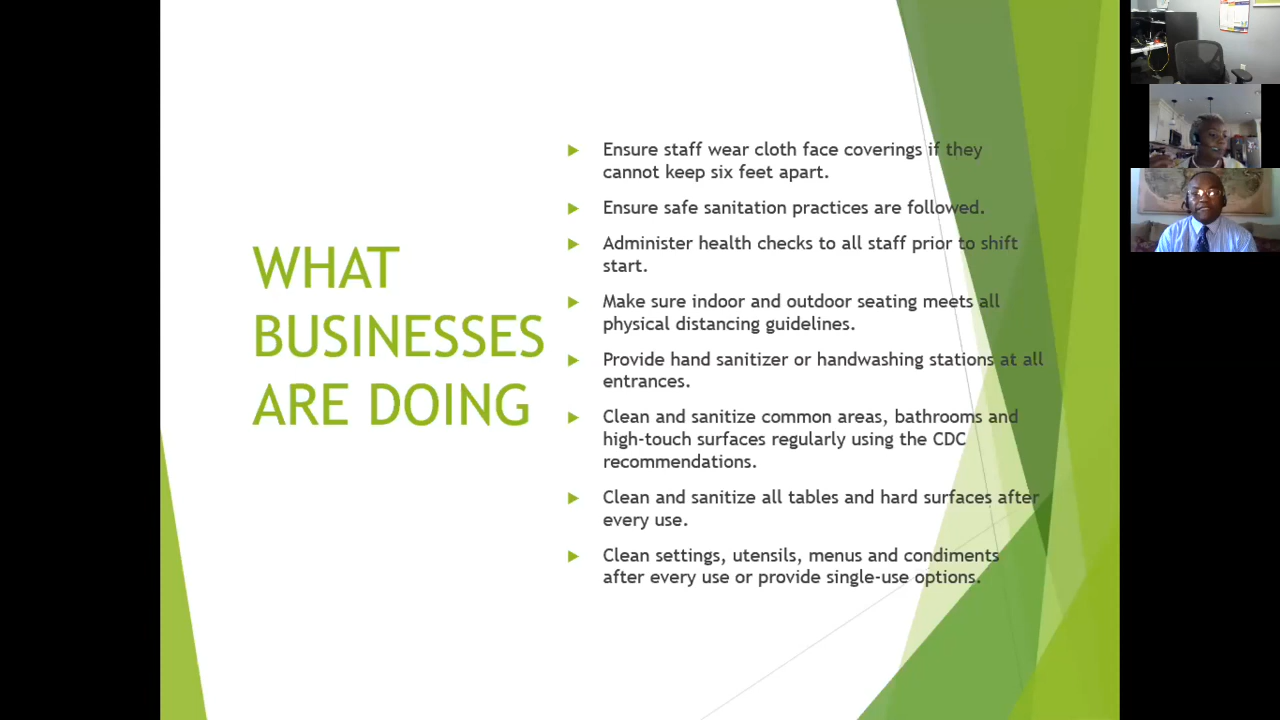 WHAT
BUSINESSES
ARE DOING
Ensure staff wear cloth face coverings if they
cannot keep six feet apart.
Ensure safe sanitation practices are followed.
Administer health checks to all staff prior to shift
start.
Make sure indoor and outdoor seating meets all
physical distancing guidelines.
Provide hand sanitizer or handwashing stations at all
entrances.
Clean and sanitize common areas, bathrooms and
high-touch surfaces regularly using the CDC
recommendations.
Clean and sanitize all tables and hard surfaces after
every use.
Clean settings, utensils, menus and condiments
after every use or provide single-use options.